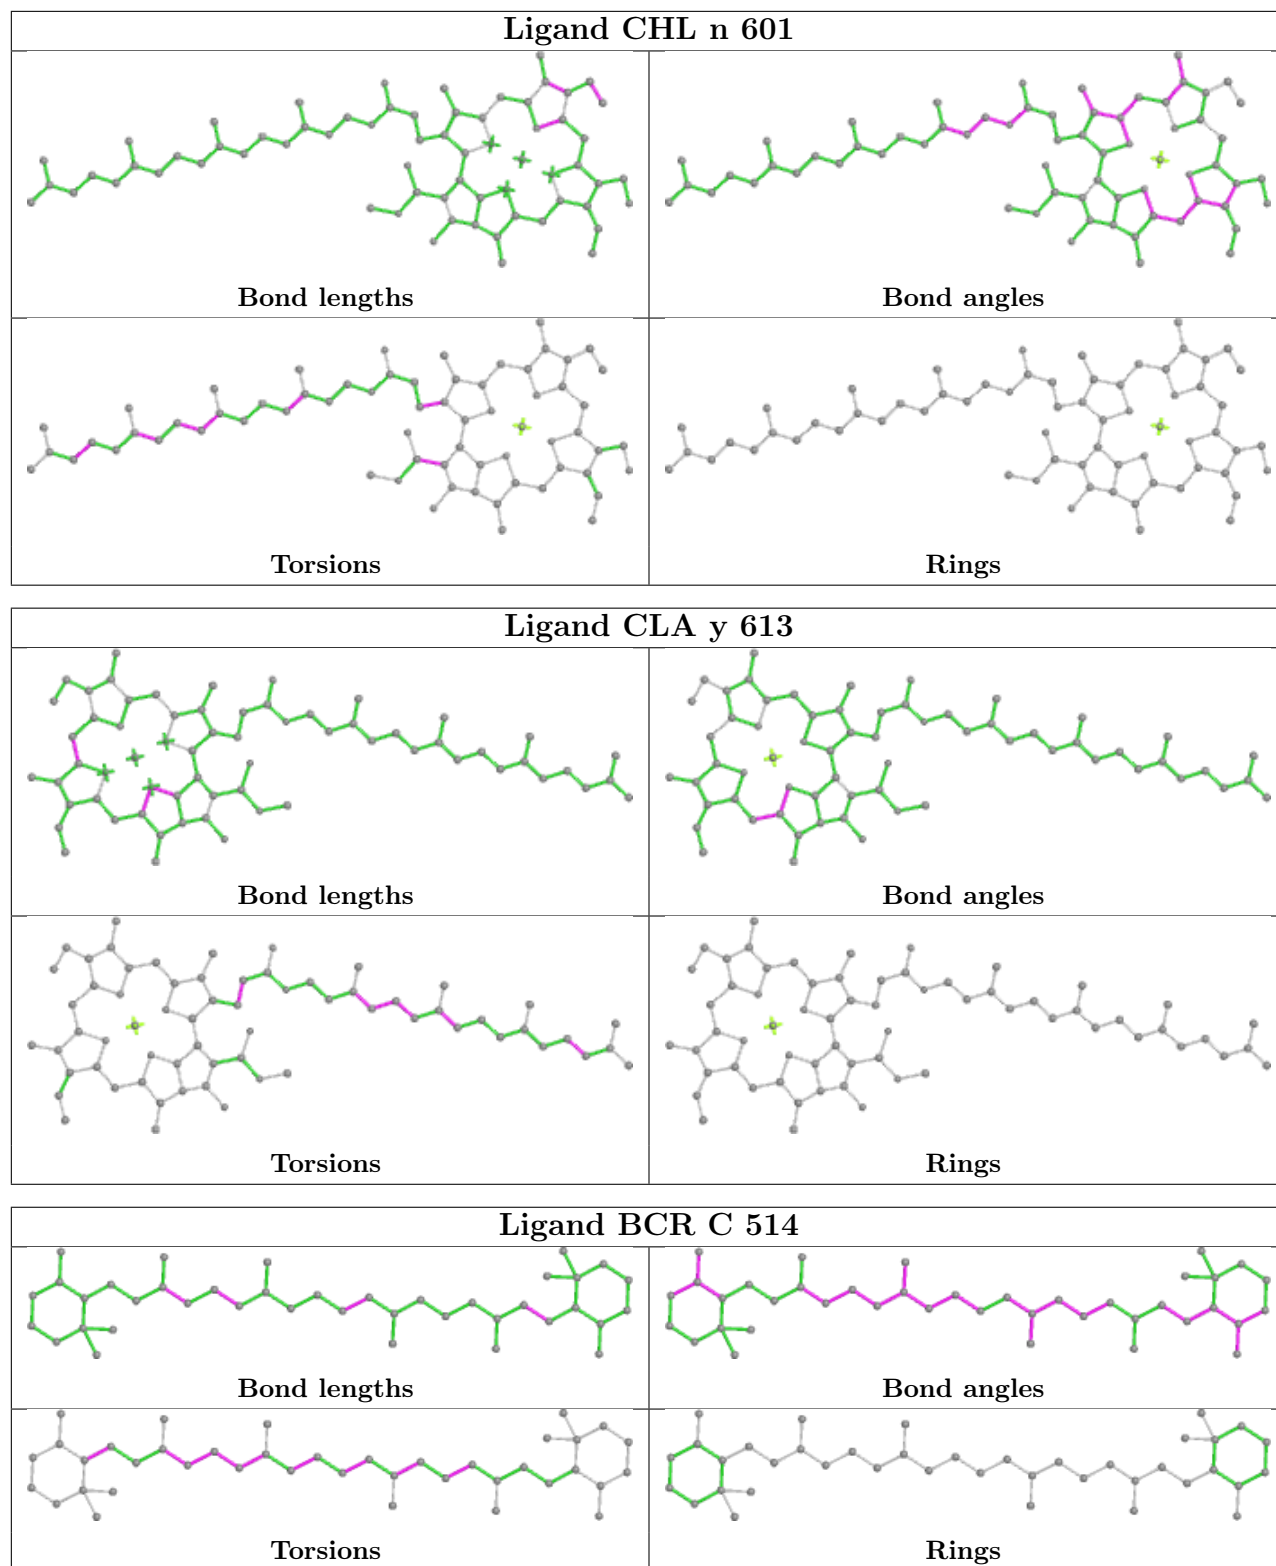 Ligand CHL n 601
Bond lengths
Bond angles
Torsions
Rings
Ligand CLA y 613
Bond lengths
Bond angles
Torsions
Rings
Ligand BCR C 514
Bond lengths
Bond angles
Torsions
Rings